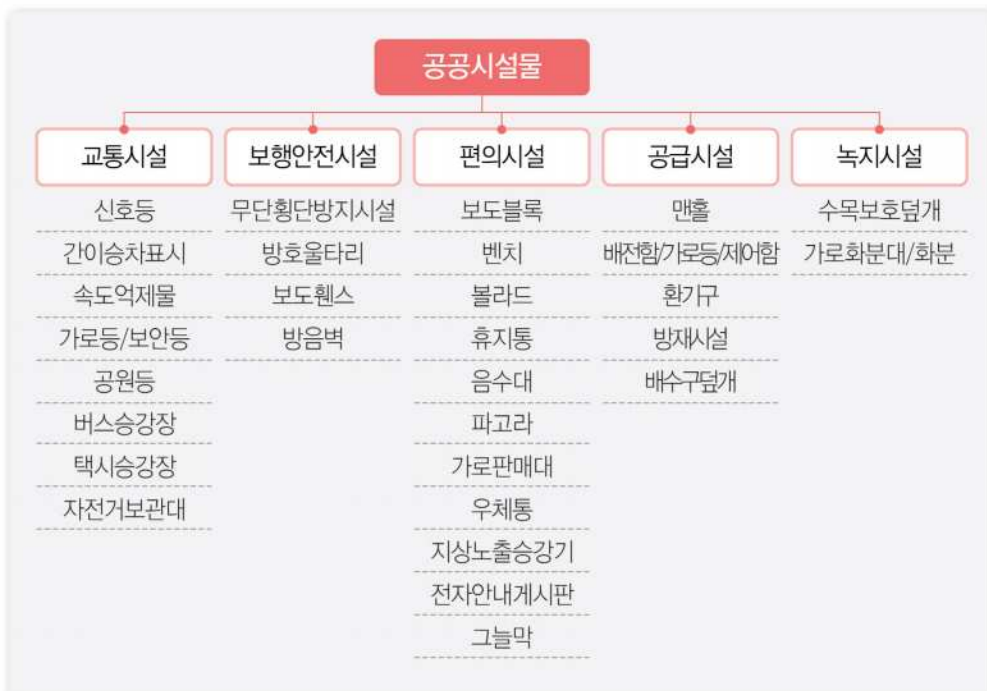 공공시설물
교통시설
신호등
간이승차표시
속도억제물
가로등/보안등
공원등
버스승강장
택시승강장
자전거보관대
보행안전시설
무단횡단방지시설
방호울타리
보도휀스
방음벽
편의시설
보도블록
벤치
볼라드
휴지통
음수대
파고라
가로판매대
우체통
지상노출승강기
전자안내게시판
그늘막
공급시설
맨홀
배전함/가로등/제어함
환기구
방재시설
배수구덮개
녹지시설
수목보호덮개
가로화분대/화분